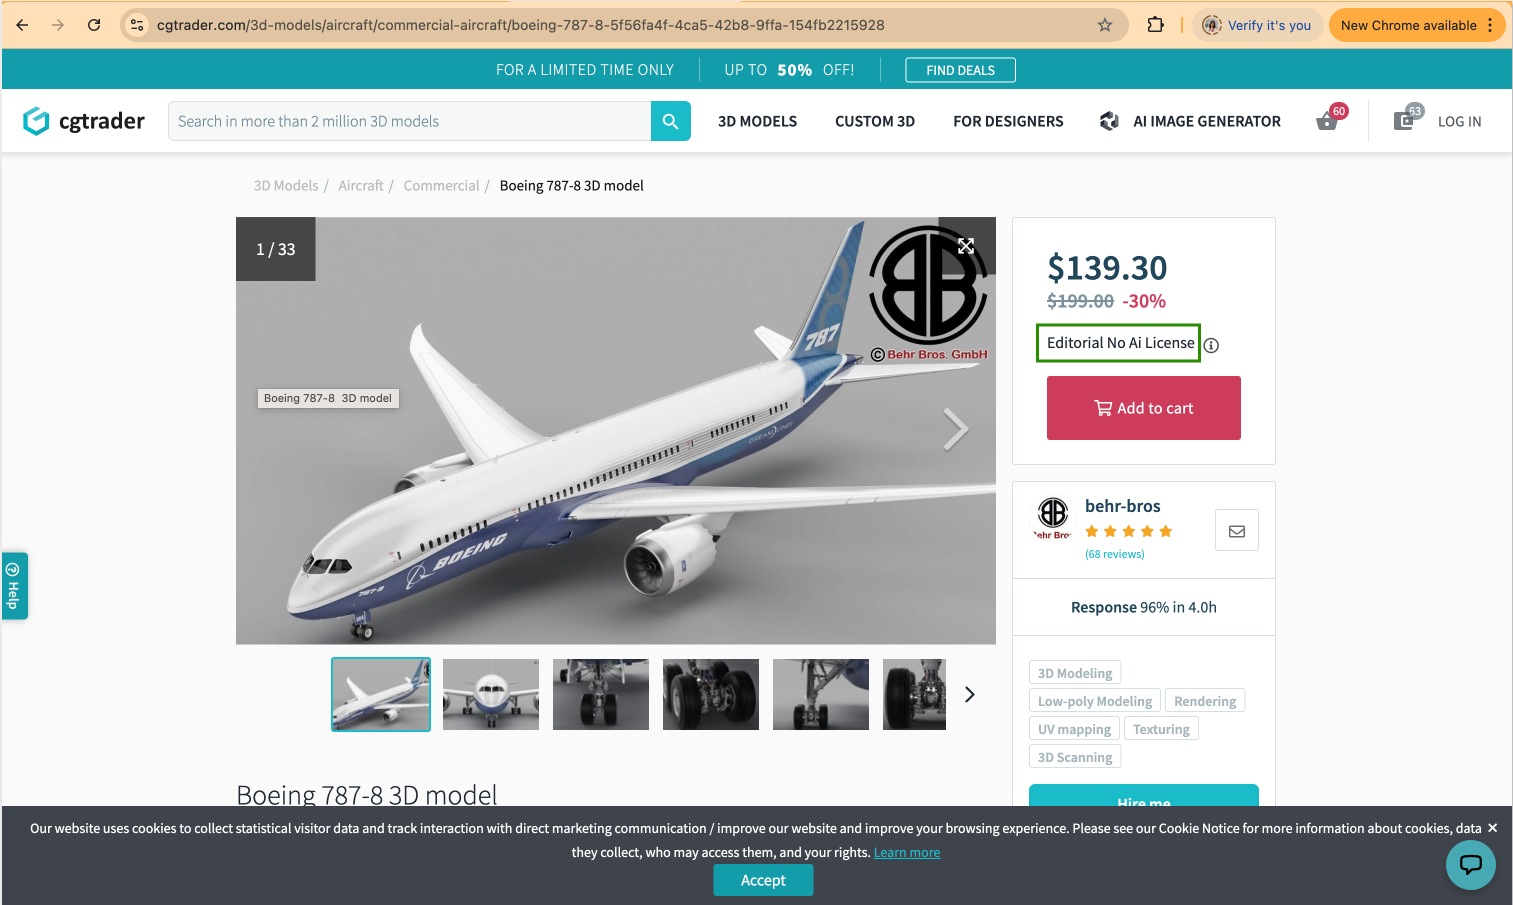 cgtrader.com/3d-models/aircraft/commercial-aircraft/boeing-787-8-5f56fa4f-4ca5-42b8-9ffa-154fb2215928
Verify it's you
New Chrome available
FOR A LIMITED TIME ONLY
UP TO 50% OFF!
FIND DEALS
cgtrader
Search in more than 2 million 3D models
3D MODELS
CUSTOM 3D
FOR DESIGNERS
AI IMAGE GENERATOR
60
63
LOG IN
3D Models / Aircraft / Commercial / Boeing 787-8 3D model
1 / 33
BB
© Behr Bros. GmbH
787
DREAMLINER
Boeing 787-8 3D model
BOEING
787-8
$139.30
$199.00 -30%
Editorial No Ai License
Add to cart
behr-bros
(68 reviews)
Response 96% in 4.0h
3D Modeling
Low-poly Modeling
Rendering
UV mapping
Texturing
3D Scanning
Hire me
Help
Boeing 787-8 3D model
Our website uses cookies to collect statistical visitor data and track interaction with direct marketing communication / improve our website and improve your browsing experience. Please see our Cookie Notice for more information about cookies, data
they collect, who may access them, and your rights. Learn more
Accept